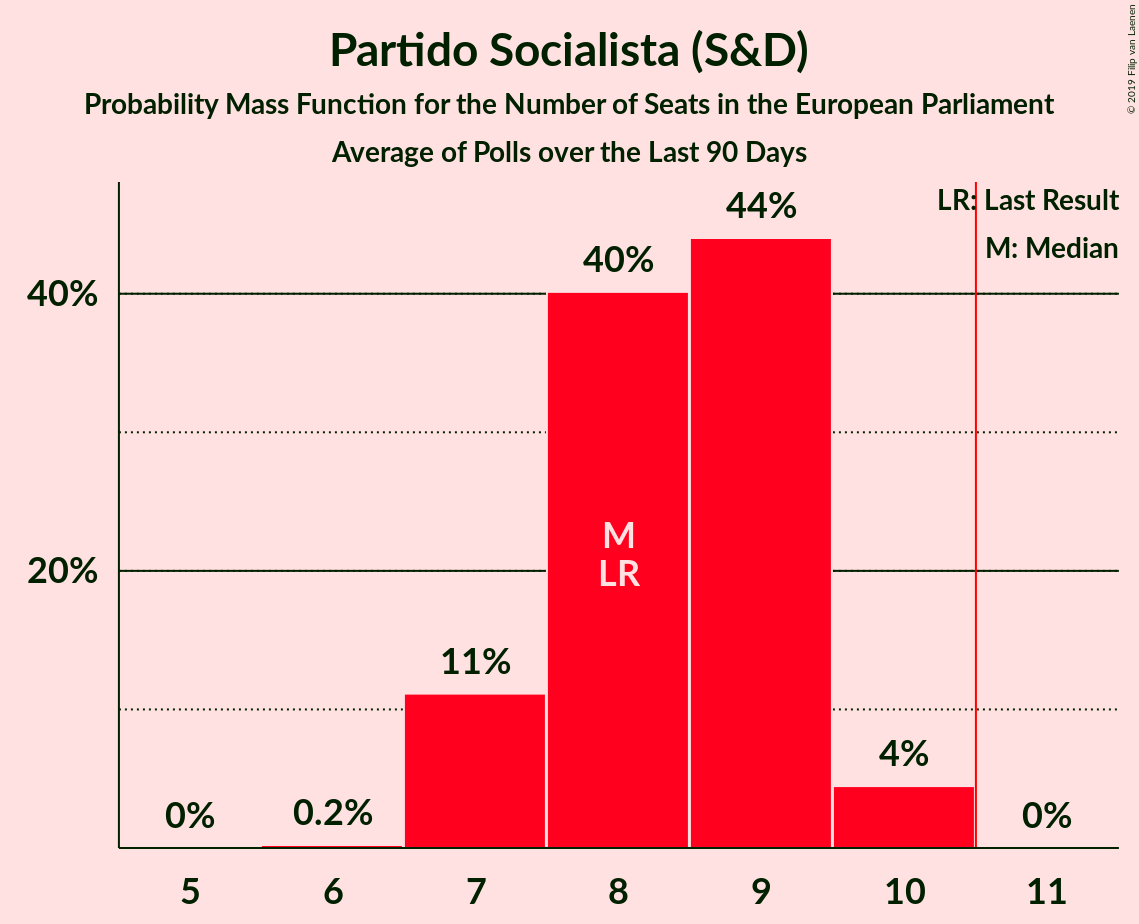 Partido Socialista (S&D)
Probability Mass Function for the Number of Seats in the European Parliament
Average of Polls over the Last 90 Days
© 2019 Filip van Laenen
LR: Last Result
M: Median
44%
40%
40%
M
LR
20%
11%
4%
0%
0.2%
0%
5
6
7
8
9
10
11